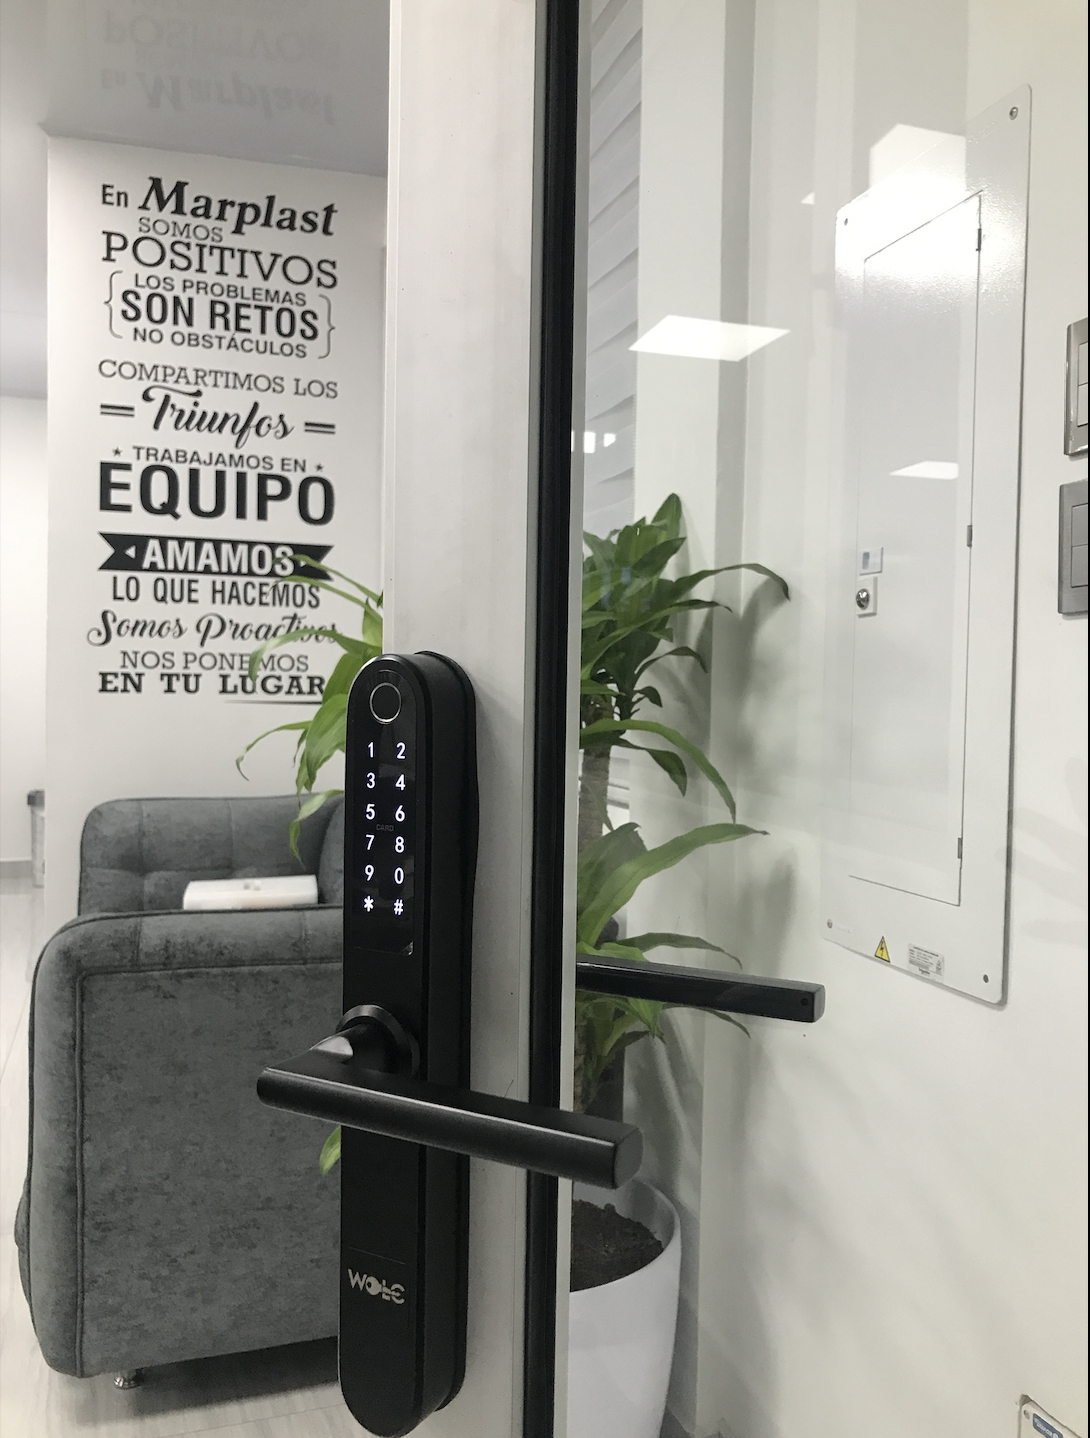 En Marplast
SOMOS
POSITIVOS
LOS PROBLEMAS
SON RETOS
NO OBSTÁCULOS
COMPARTIMOS LOS
Triunfos
TRABAJAMOS EN
EQUIPO
AMAMOS
LO QUE HACEMOS
Somos Proactivos
NOS PONEMOS
EN TU LUGAR
1 2
3 4
5 6
CARD
7 8
9 0
* #
WOLC